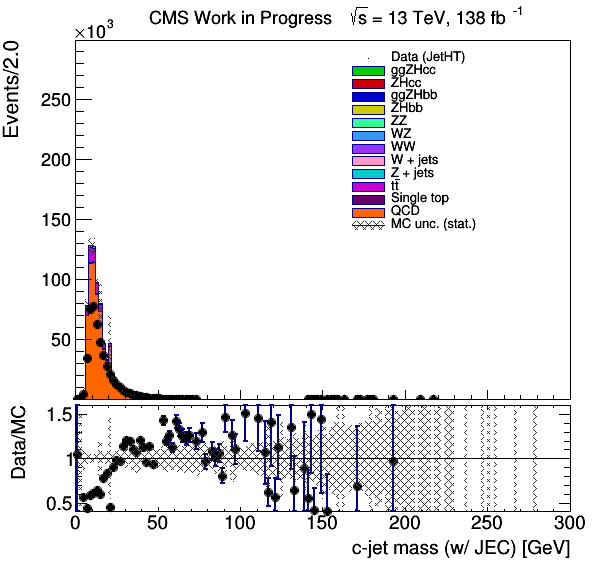 CMS Work in Progress √s = 13 TeV, 138 fb⁻¹
×10³
Events/2.0
250
200
150
100
50
Data (JetHT)
ggZHcc
ZHcc
ggZHbb
ZHbb
ZZ
WZ
WW
W + jets
Z + jets
tt̄
Single top
QCD
MC unc. (stat.)
Data/MC
1.5
1
0.5
0 50 100 150 200 250 300
c-jet mass (w/ JEC) [GeV]